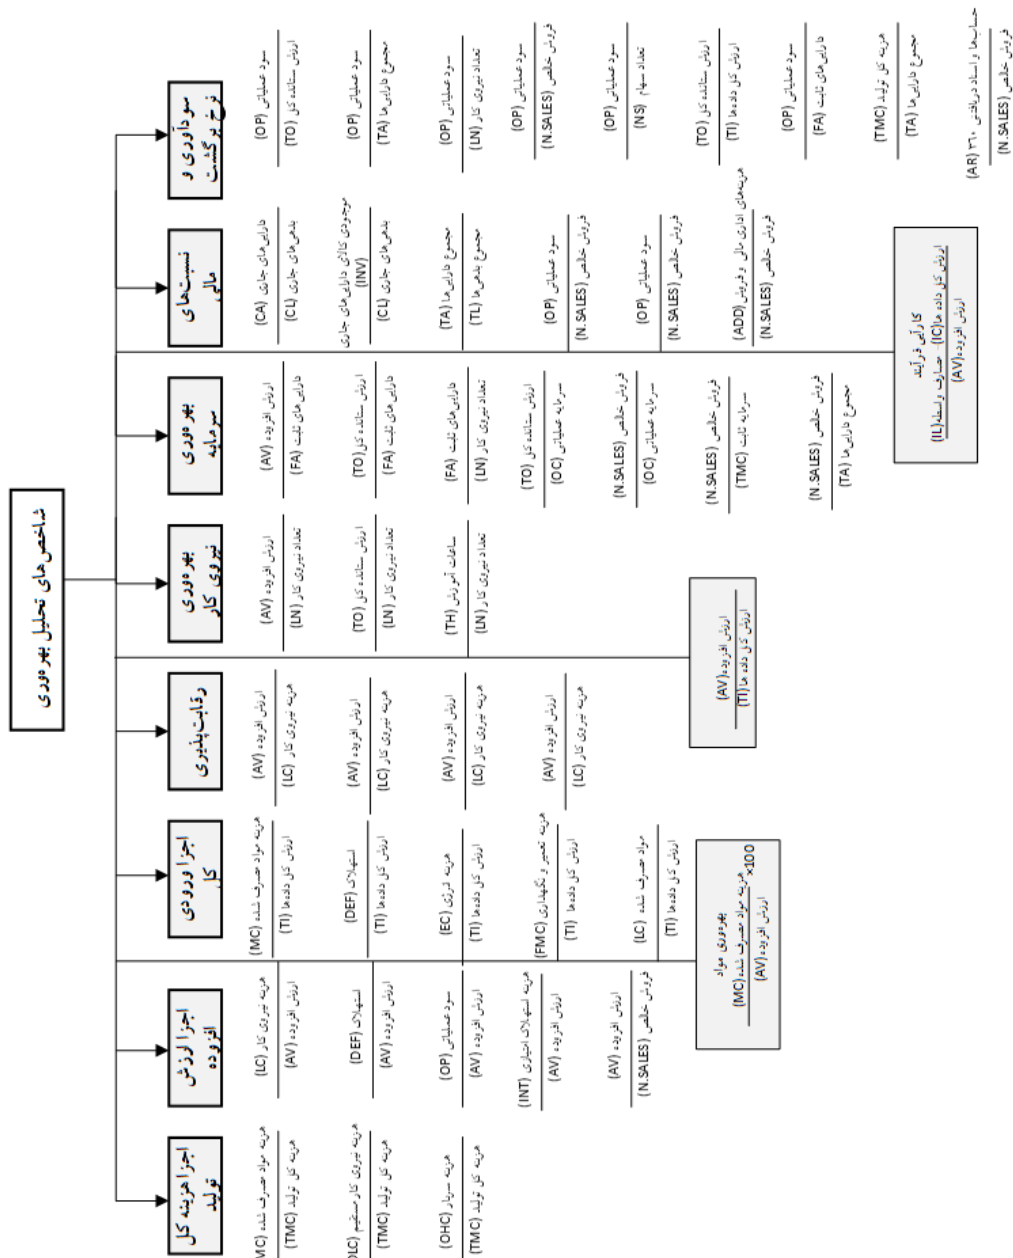 شاخص‌های تحلیل بهره‌وری
سودآوری و
نرخ برگشت
سود عملیاتی (OP)
ارزش ستانده کل (TO)
سود عملیاتی (OP)
مجموع دارایی‌ها (TA)
سود عملیاتی (OP)
تعداد نیروی کار (LN)
سود عملیاتی (OP)
فروش خالص (N.SALES)
سود عملیاتی (OP)
تعداد سهام (NS)
ارزش ستانده کل (TO)
ارزش کل داده‌ها (TI)
سود عملیاتی (OP)
دارایی‌های ثابت (FA)
هزینه کل تولید (TMC)
مجموع دارایی‌ها (TA)
حساب‌ها و اسناد دریافتنی ۳۶۰ (AR)
فروش خالص (N.SALES)
نسبت‌های
مالی
دارایی‌های جاری (CA)
بدهی‌های جاری (CL)
موجودی کالای دارایی‌های جاری
(INV)
بدهی‌های جاری (CL)
مجموع دارایی‌ها (TA)
مجموع بدهی‌ها (TL)
سود عملیاتی (OP)
فروش خالص (N.SALES)
سود عملیاتی (OP)
فروش خالص (N.SALES)
هزینه‌های اداری مالی و فروش (ADD)
فروش خالص (N.SALES)
کارآیی فرآیند
ارزش کل داده ها(IC)- مصارف واسطه(IL)
ارزش افزوده(AV)
بهره‌وری
سرمایه
ارزش افزوده (AV)
دارایی های ثابت (FA)
ارزش ستانده کل (TO)
دارایی های ثابت (FA)
دارایی های ثابت (FA)
تعداد نیروی کار (LN)
ارزش ستانده کل (TO)
سرمایه عملیاتی (OC)
فروش خالص (N.SALES)
سرمایه عملیاتی (OC)
فروش خالص (N.SALES)
سرمایه ثابت (TMC)
فروش خالص (N.SALES)
مجموع دارایی‌ها (TA)
بهره‌وری
نیروی کار
ارزش افزوده (AV)
تعداد نیروی کار (LN)
ارزش ستانده کل (TO)
تعداد نیروی کار (LN)
ساعات آموزش (TH)
تعداد نیروی کار (LN)
ارزش افزوده(AV)
ارزش کل داده ها(TI)
رقابت‌پذیری
ارزش افزوده (AV)
هزینه نیروی کار (LC)
ارزش افزوده (AV)
هزینه نیروی کار (LC)
ارزش افزوده (AV)
هزینه نیروی کار (LC)
ارزش افزوده (AV)
هزینه نیروی کار (LC)
اجزا ورودی
کل
هزینه مواد مصرف شده (MC)
ارزش کل داده‌ها (TI)
استهلاک (DEF)
ارزش کل داده‌ها (TI)
هزینه انرژی (EC)
ارزش کل داده‌ها (TI)
هزینه تعمیر و نگهداری (FMC)
ارزش کل داده‌ها (TI)
مواد مصرف شده (LC)
ارزش کل داده‌ها (TI)
بهره‌وری مواد
هزینه مواد مصرف شده(MC)
ارزش افزوده(AV)
×100
اجزا ارزش
افزوده
هزینه نیروی کار (LC)
ارزش افزوده (AV)
استهلاک (DEF)
ارزش افزوده (AV)
سود عملیاتی (OP)
ارزش افزوده (AV)
هزینه استهلاک امتیازی (INT)
ارزش افزوده (AV)
ارزش افزوده (AV)
فروش خالص (N.SALES)
اجزا هزینه کل
تولید
هزینه مواد مصرف شده (MC
هزینه کل تولید (TMC)
هزینه نیروی کار مستقیم (DLC
هزینه کل تولید (TMC)
هزینه سربار (OHC)
هزینه کل تولید (TMC)